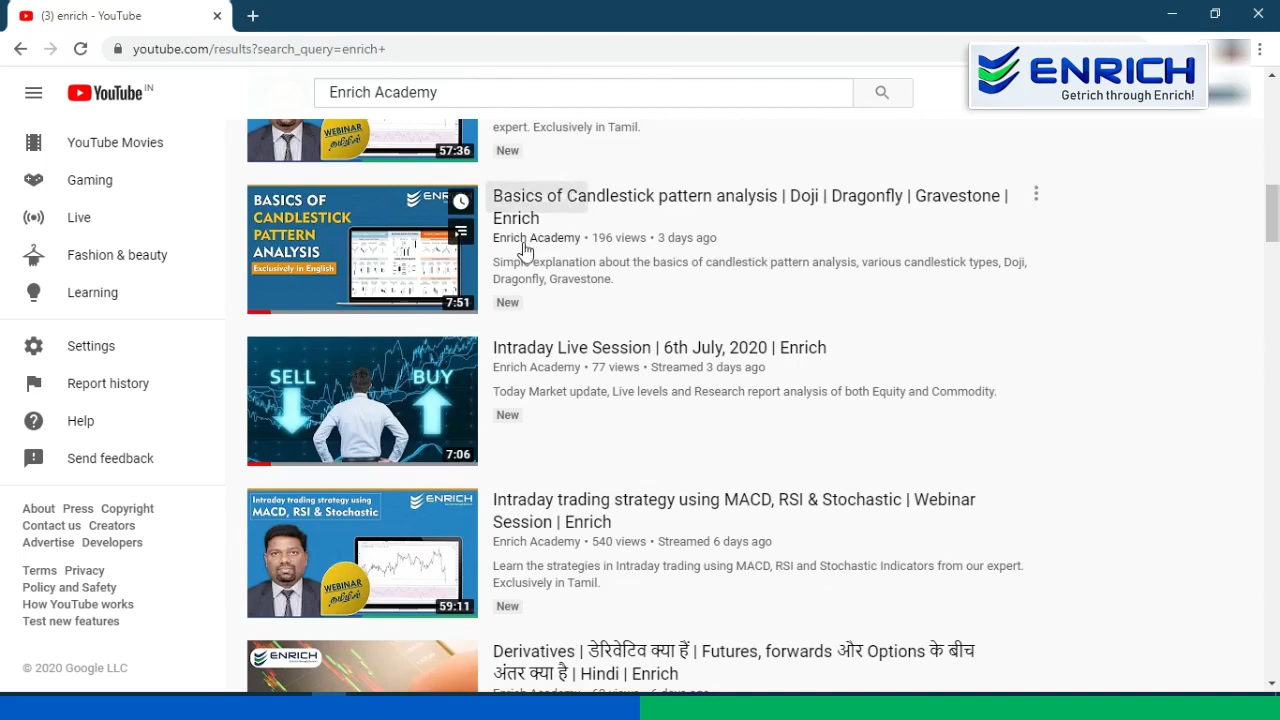 (3) enrich - YouTube
youtube.com/results?search_query=enrich+
ENRICH
Getrich through Enrich!
YouTube IN
Enrich Academy
YouTube Movies
Gaming
Live
Fashion & beauty
Learning
Settings
Report history
Help
Send feedback
About Press Copyright
Contact us Creators
Advertise Developers
Terms Privacy
Policy and Safety
How YouTube works
Test new features
© 2020 Google LLC
WEBINAR
தமிழில்
57:36
expert. Exclusively in Tamil.
New
BASICS OF
CANDLESTICK
PATTERN
ANALYSIS
Exclusively in English
7:51
Basics of Candlestick pattern analysis | Doji | Dragonfly | Gravestone |
Enrich
Enrich Academy • 196 views • 3 days ago
Simple explanation about the basics of candlestick pattern analysis, various candlestick types, Doji,
Dragonfly, Gravestone.
New
SELL
BUY
7:06
Intraday Live Session | 6th July, 2020 | Enrich
Enrich Academy • 77 views • Streamed 3 days ago
Today Market update, Live levels and Research report analysis of both Equity and Commodity.
New
Intraday trading strategy using
MACD, RSI & Stochastic
ENRICH
WEBINAR
தமிழில்
59:11
Intraday trading strategy using MACD, RSI & Stochastic | Webinar
Session | Enrich
Enrich Academy • 540 views • Streamed 6 days ago
Learn the strategies in Intraday trading using MACD, RSI and Stochastic Indicators from our expert.
Exclusively in Tamil.
New
ENRICH
Derivatives | डेरिवेटिव क्या हैं | Futures, forwards और Options के बीच
अंतर क्या है | Hindi | Enrich